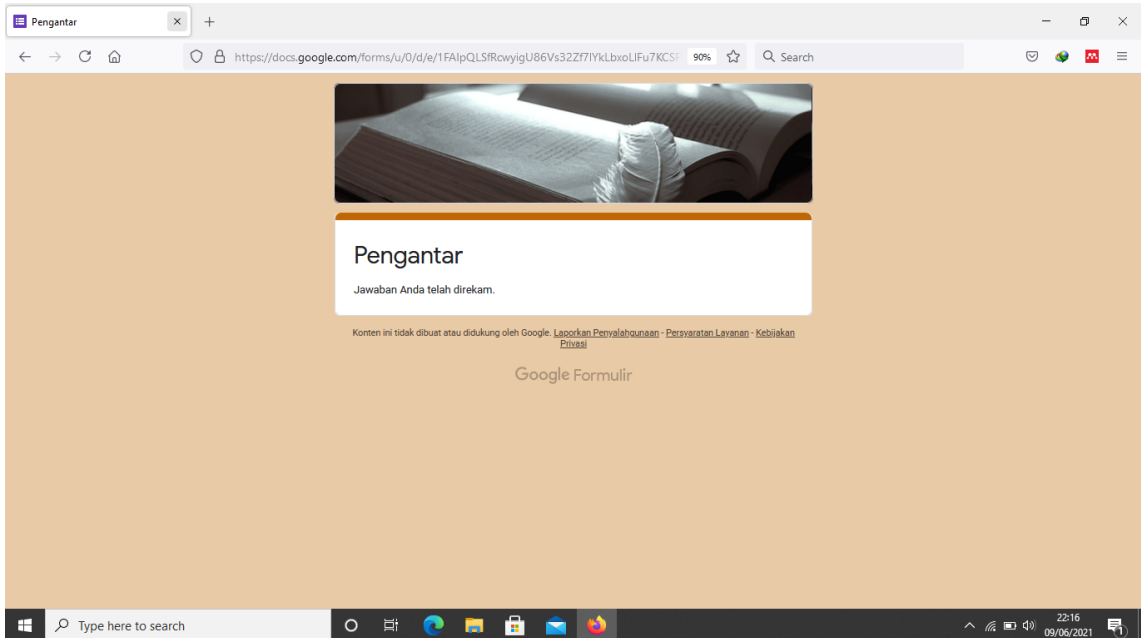 Pengantar
https://docs.google.com/forms/u/0/d/e/1FAIpQLSfRcwyigU86Vs32Zf7IYkLbxoLIFu7KCSF
90%
Search
Pengantar
Jawaban Anda telah direkam.
Konten ini tidak dibuat atau didukung oleh Google. Laporkan Penyalahgunaan - Persyaratan Layanan - Kebijakan
Privasi
Google Formulir
Type here to search
22:16
09/06/2021
1